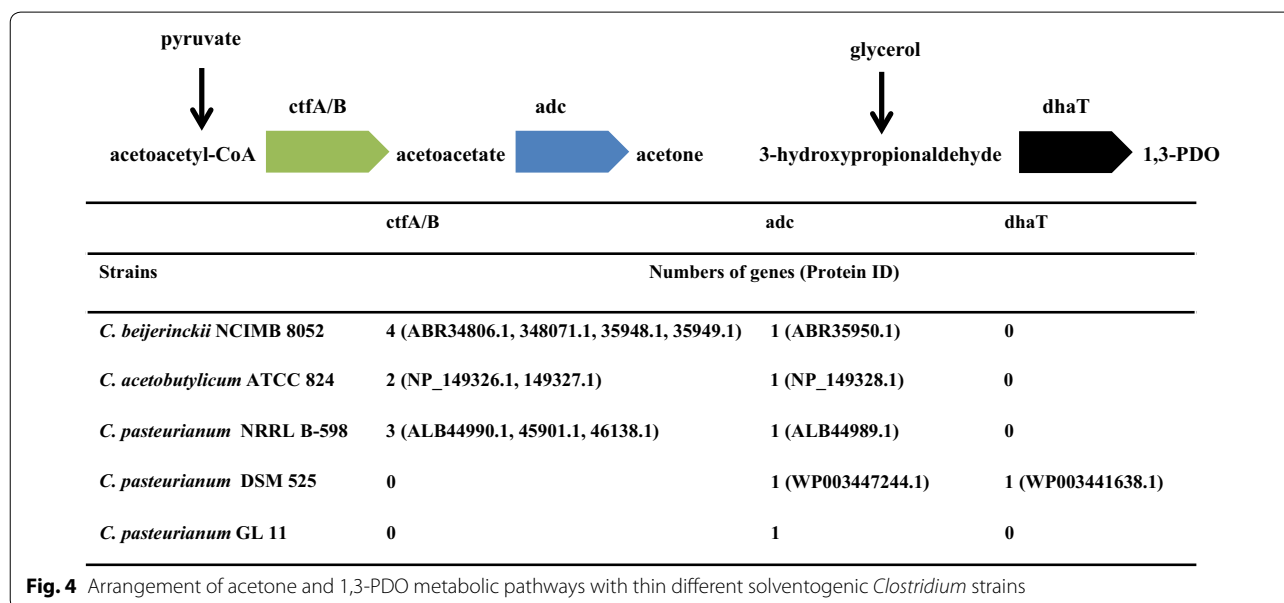 pyruvate
glycerol
ctfA/B adc dhaT
acetoacetyl-CoA acetoacetate acetone 3-hydroxypropionaldehyde 1,3-PDO
ctfA/B adc dhaT
Strains Numbers of genes (Protein ID)
C. beijerinckii NCIMB 8052 4 (ABR34806.1, 348071.1, 35948.1, 35949.1) 1 (ABR35950.1) 0
C. acetobutylicum ATCC 824 2 (NP_149326.1, 149327.1) 1 (NP_149328.1) 0
C. pasteurianum NRRL B-598 3 (ALB44990.1, 45901.1, 46138.1) 1 (ALB44989.1) 0
C. pasteurianum DSM 525 0 1 (WP003447244.1) 1 (WP003441638.1)
C. pasteurianum GL 11 0 1 0
Fig. 4 Arrangement of acetone and 1,3-PDO metabolic pathways with thin different solventogenic Clostridium strains